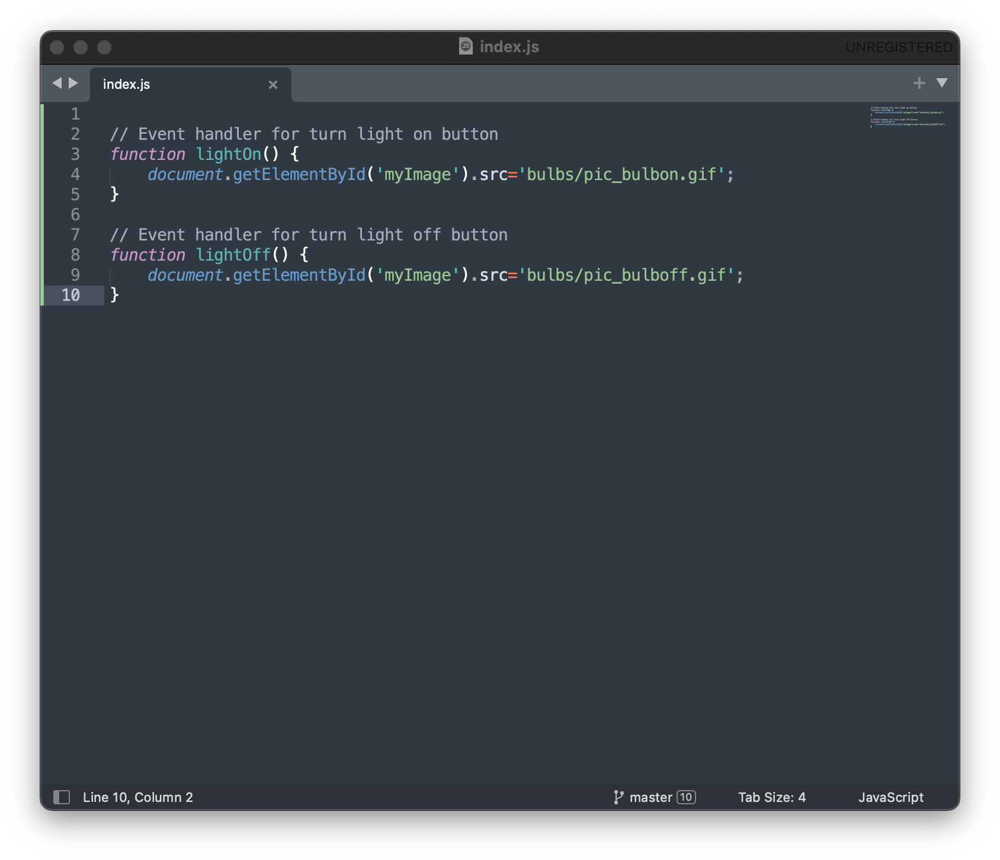 index.js
UNREGISTERED
index.js
1
2 // Event handler for turn light on button
3 function lightOn() {
4     document.getElementById('myImage').src='bulbs/pic_bulbon.gif';
5 }
6
7 // Event handler for turn light off button
8 function lightOff() {
9     document.getElementById('myImage').src='bulbs/pic_bulboff.gif';
10 }
Line 10, Column 2 master 10 Tab Size: 4 JavaScript